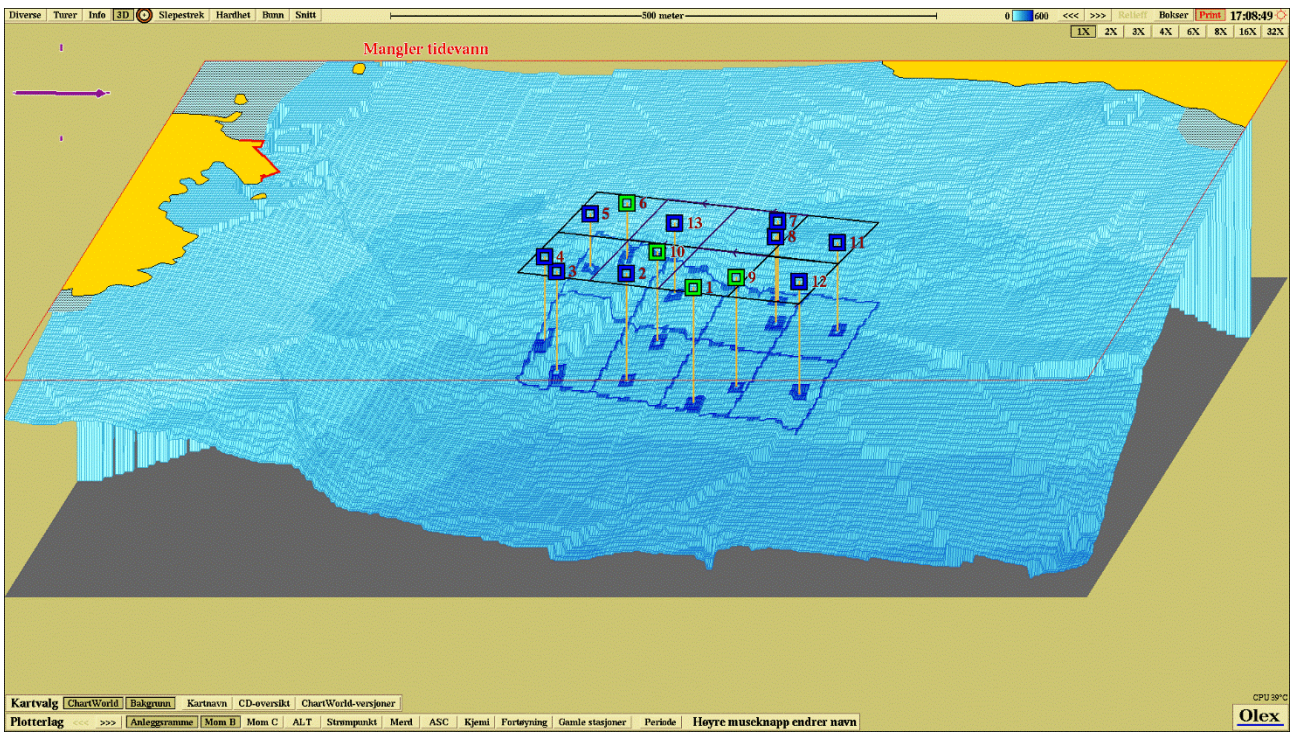 Diverse Turer Info 3D Slepestrek Hardhet Bunn Snitt 500 meter 0 600 <<< >>> Relieff Bokser Print 17:08:49
1X 2X 3X 4X 6X 8X 16X 32X
Mangler tidevann
6
5
13
7
8
11
10
4
3
2
9
12
1
CPU 39°C
Kartvalg ChartWorld Bakgrunn Kartnavn CD-oversikt ChartWorld-versjoner
Plotterlag <<< >>> Anleggsramme Mom B Mom C ALT Strømpunkt Merd ASC Kjemi Fortøyning Gamle stasjoner Periode Høyre museknapp endrer navn
Olex